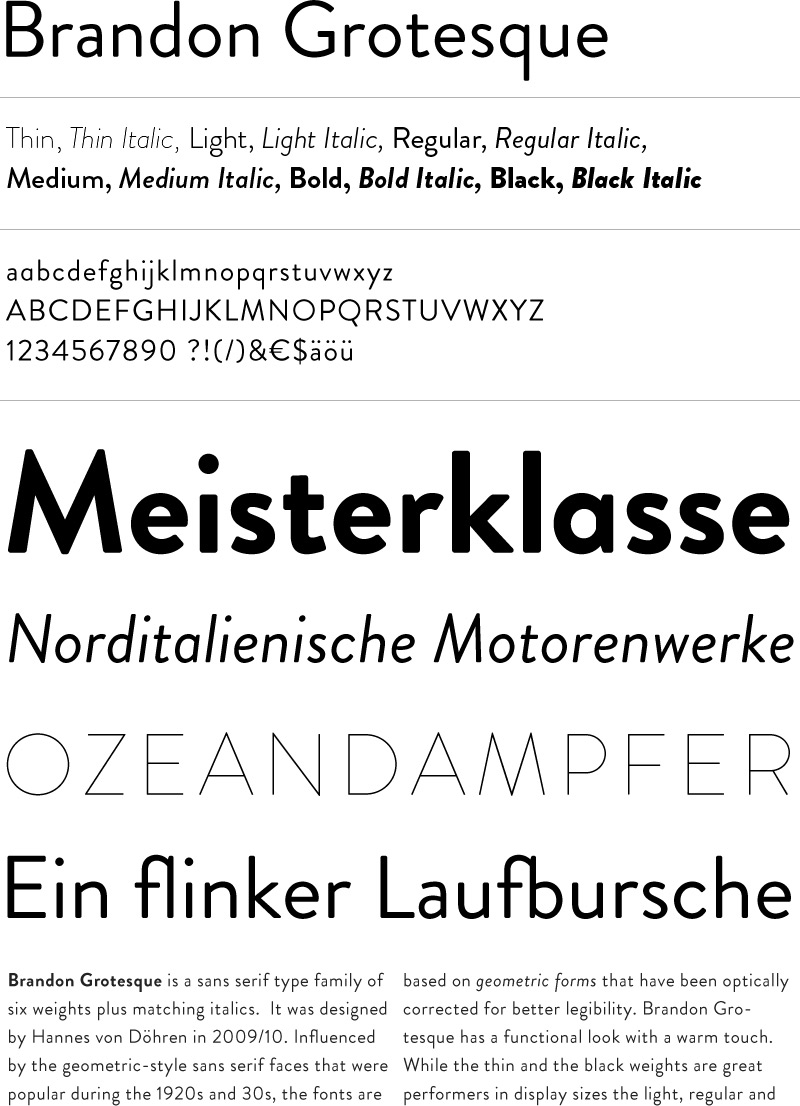 Brandon Grotesque
Thin, Thin Italic, Light, Light Italic, Regular, Regular Italic,
Medium, Medium Italic, Bold, Bold Italic, Black, Black Italic
aabcdefghijklmnopqrstuvwxyz
ABCDEFGHIJKLMNOPQRSTUVWXYZ
1234567890 ?!(/)&€$äöü
Meisterklasse
Norditalienische Motorenwerke
OZEANDAMPFER
Ein flinker Laufbursche
Brandon Grotesque is a sans serif type family of
six weights plus matching italics.  It was designed
by Hannes von Döhren in 2009/10. Influenced
by the geometric-style sans serif faces that were
popular during the 1920s and 30s, the fonts are
based on geometric forms that have been optically
corrected for better legibility. Brandon Gro-
tesque has a functional look with a warm touch.
While the thin and the black weights are great
performers in display sizes the light, regular and